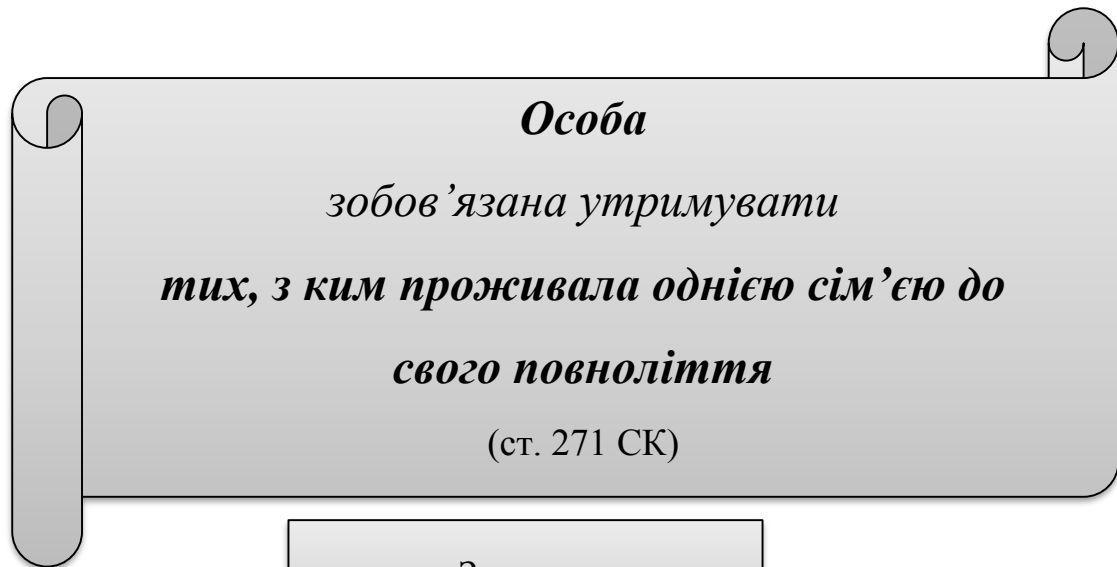 Особа
зобов’язана утримувати
тих, з ким проживала однією сім’єю до
свого повноліття
(ст. 271 СК)